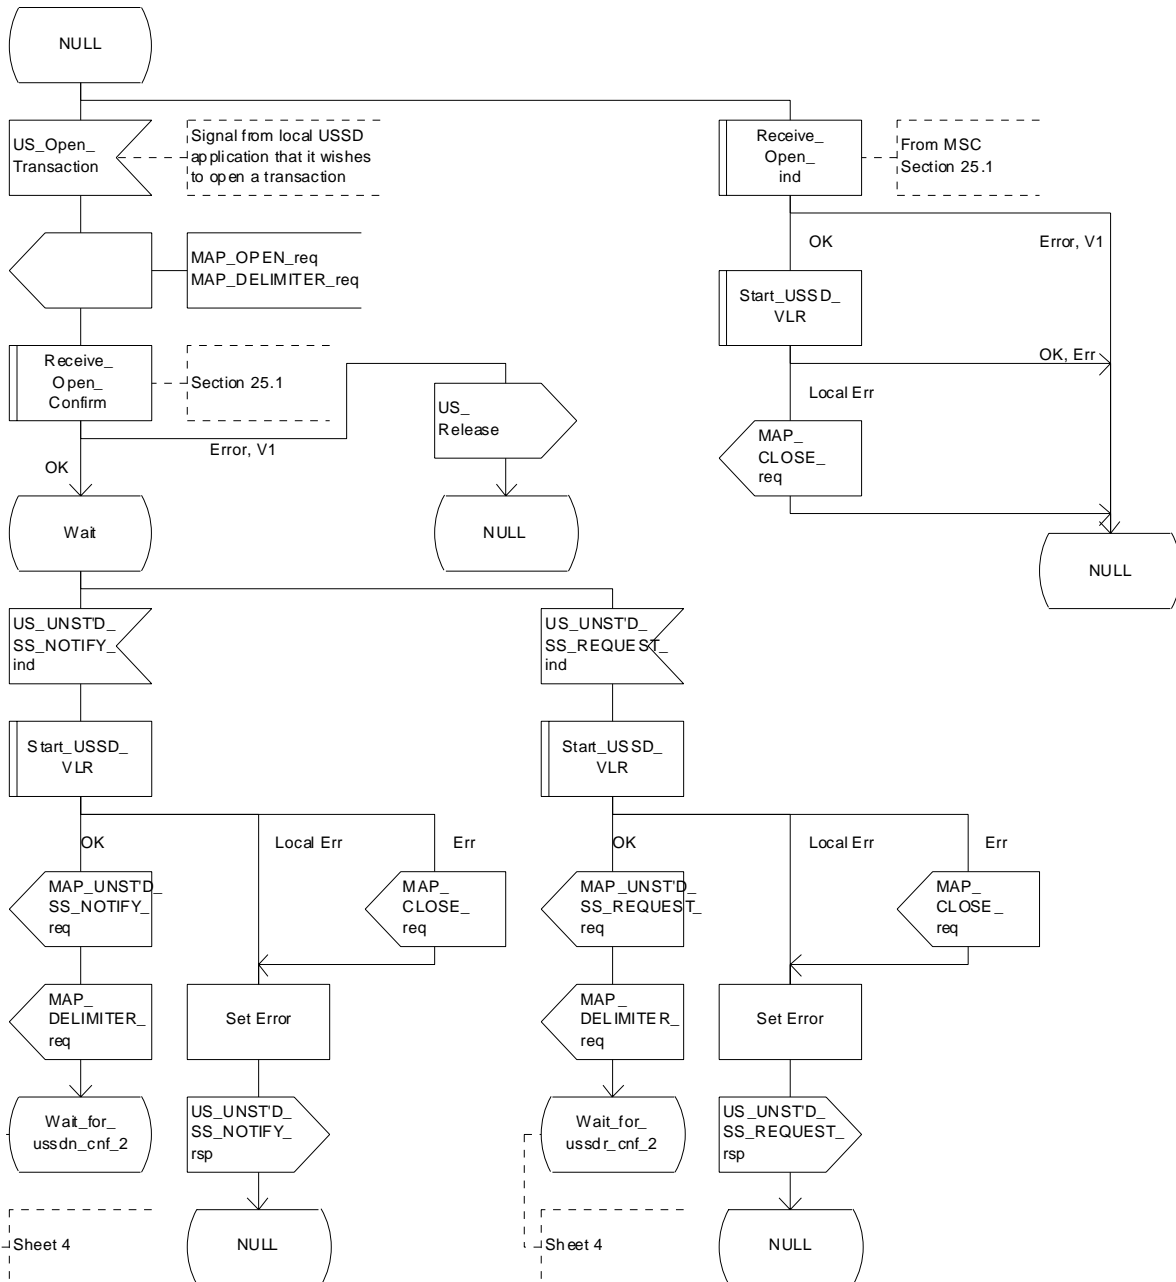 NULL
US_Open_
Transaction
Signal from local USSD
application that it wishes
to open a transaction
Receive_
Open_
ind
From MSC
Section 25.1
MAP_OPEN_req
MAP_DELIMITER_req
OK
Error, V1
Start_USSD_
VLR
Receive_
Open_
Confirm
Section 25.1
OK, Err
Local Err
US_
Release
MAP_
CLOSE_
req
Error, V1
OK
Wait
NULL
NULL
US_UNST'D_
SS_NOTIFY_
ind
US_UNST'D_
SS_REQUEST_
ind
Start_USSD_
VLR
Start_USSD_
VLR
OK
Local Err
Err
OK
Local Err
Err
MAP_UNST'D_
SS_NOTIFY_
req
MAP_
CLOSE_
req
MAP_UNST'D_
SS_REQUEST_
req
MAP_
CLOSE_
req
MAP_
DELIMITER_
req
Set Error
MAP_
DELIMITER_
req
Set Error
Wait_for_
ussdn_cnf_2
US_UNST'D_
SS_NOTIFY_
rsp
Wait_for_
ussdr_cnf_2
US_UNST'D_
SS_REQUEST_
rsp
Sheet 4
NULL
Sheet 4
NULL